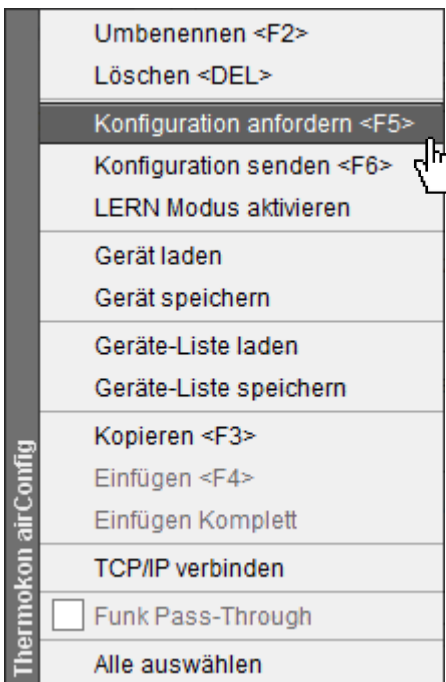 Umbenennen <F2>
Löschen <DEL>
Konfiguration anfordern <F5>
Konfiguration senden <F6>
LERN Modus aktivieren
Gerät laden
Gerät speichern
Geräte-Liste laden
Geräte-Liste speichern
Kopieren <F3>
Einfügen <F4>
Einfügen Komplett
TCP/IP verbinden
Funk Pass-Through
Alle auswählen
Thermokon airConfig